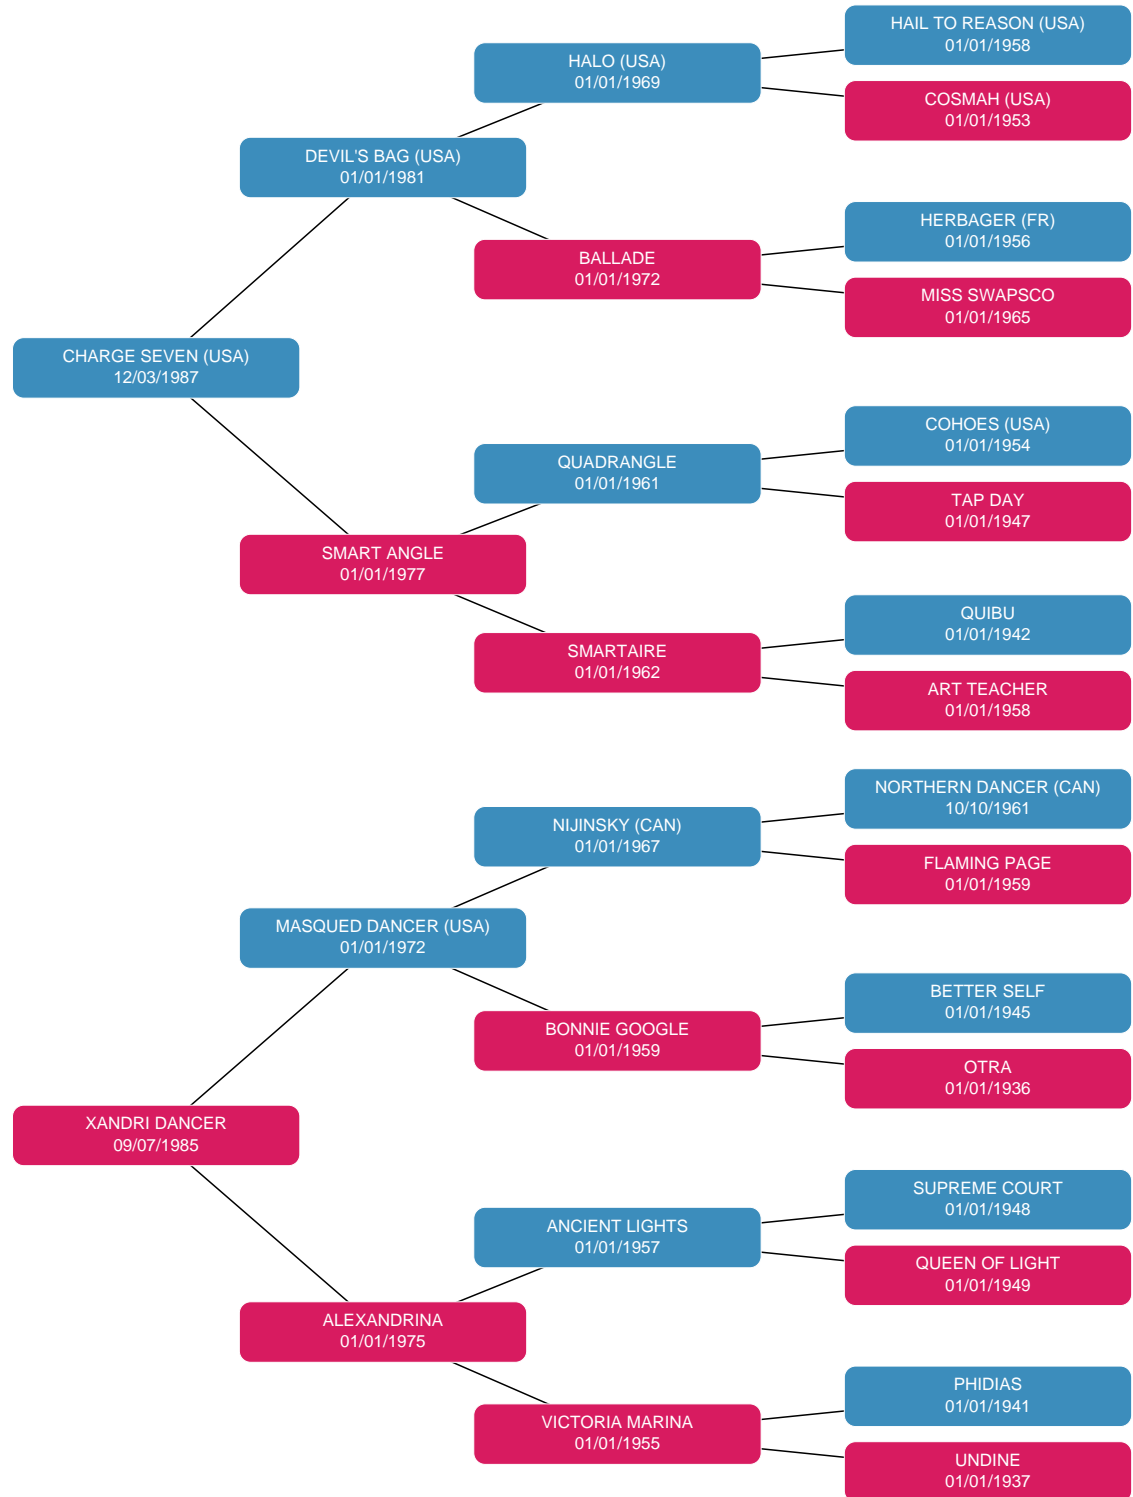 HAIL TO REASON (USA)
01/01/1958
HALO (USA)
01/01/1969
COSMAH (USA)
01/01/1953
DEVIL'S BAG (USA)
01/01/1981
HERBAGER (FR)
01/01/1956
BALLADE
01/01/1972
MISS SWAPSCO
01/01/1965
CHARGE SEVEN (USA)
12/03/1987
COHOES (USA)
01/01/1954
QUADRANGLE
01/01/1961
TAP DAY
01/01/1947
SMART ANGLE
01/01/1977
QUIBU
01/01/1942
SMARTAIRE
01/01/1962
ART TEACHER
01/01/1958
NORTHERN DANCER (CAN)
10/10/1961
NIJINSKY (CAN)
01/01/1967
FLAMING PAGE
01/01/1959
MASQUED DANCER (USA)
01/01/1972
BETTER SELF
01/01/1945
BONNIE GOOGLE
01/01/1959
OTRA
01/01/1936
XANDRI DANCER
09/07/1985
SUPREME COURT
01/01/1948
ANCIENT LIGHTS
01/01/1957
QUEEN OF LIGHT
01/01/1949
ALEXANDRINA
01/01/1975
PHIDIAS
01/01/1941
VICTORIA MARINA
01/01/1955
UNDINE
01/01/1937